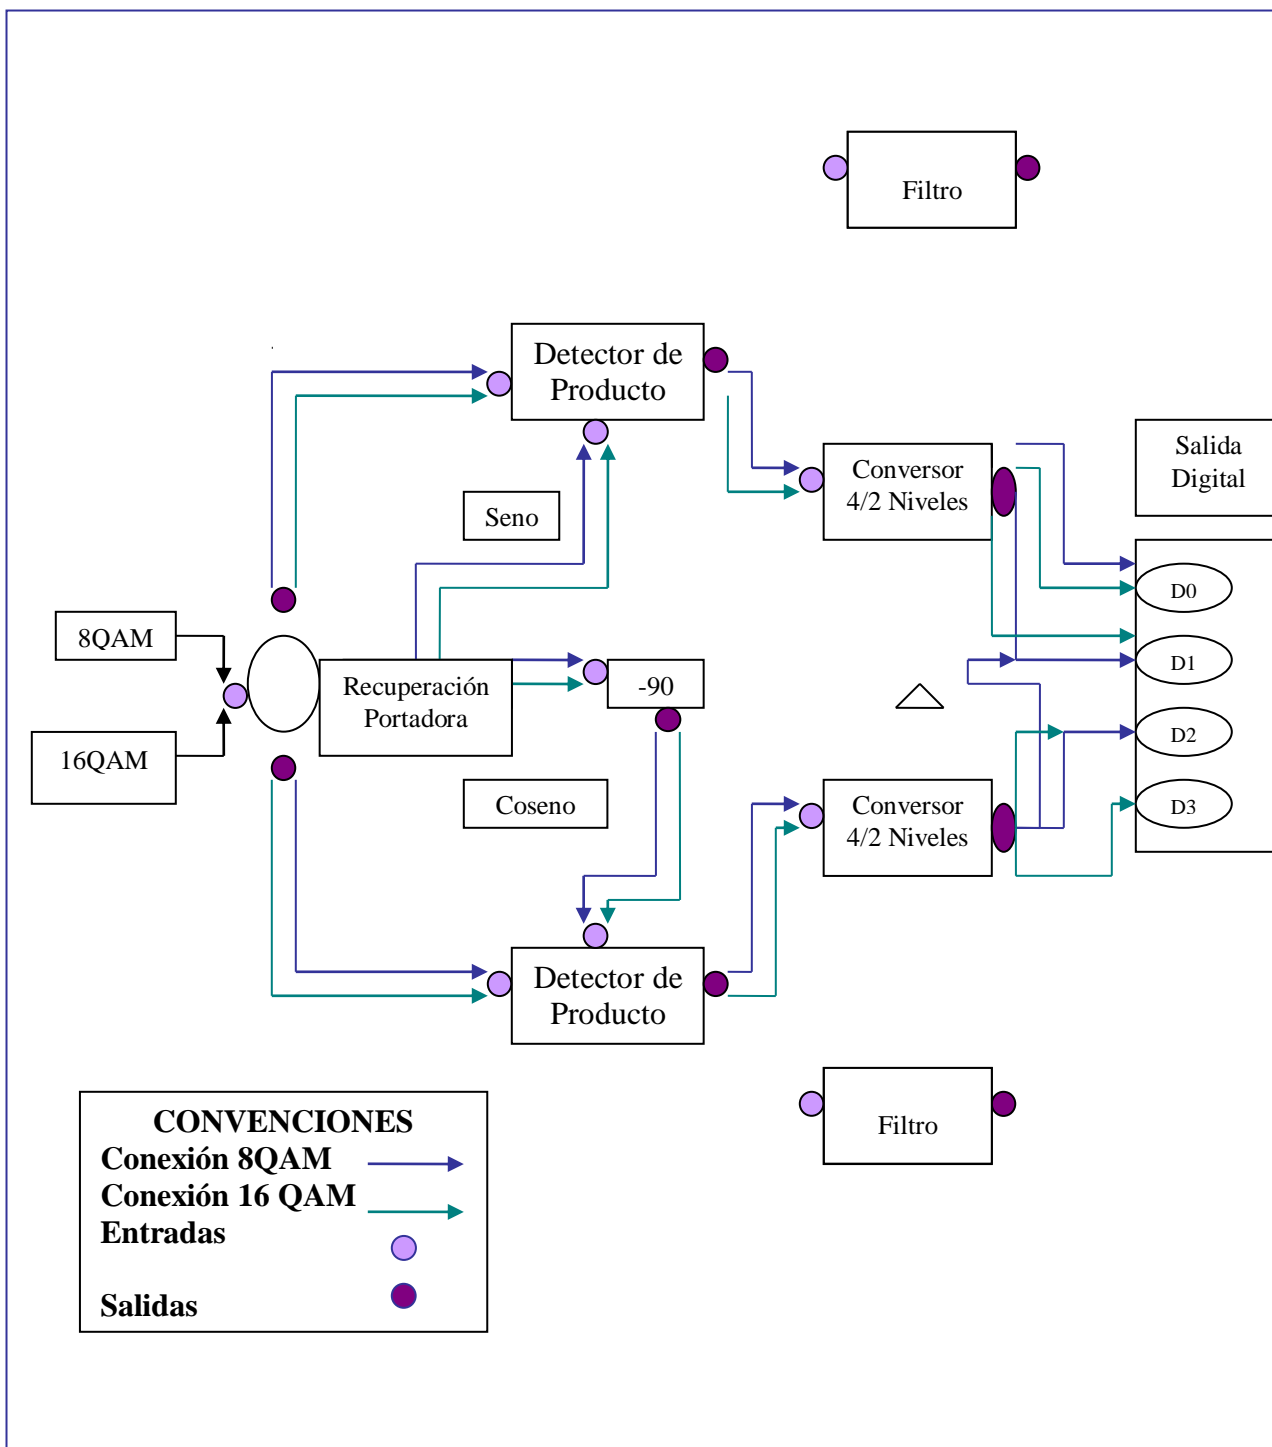 Filtro
Detector de
Producto
Salida
Digital
Conversor
4/2 Niveles
Seno
D0
8QAM
D1
Recuperación
Portadora
-90
16QAM
D2
Coseno
Conversor
4/2 Niveles
D3
Detector de
Producto
Filtro
CONVENCIONES
Conexión 8QAM
Conexión 16 QAM
Entradas
Salidas